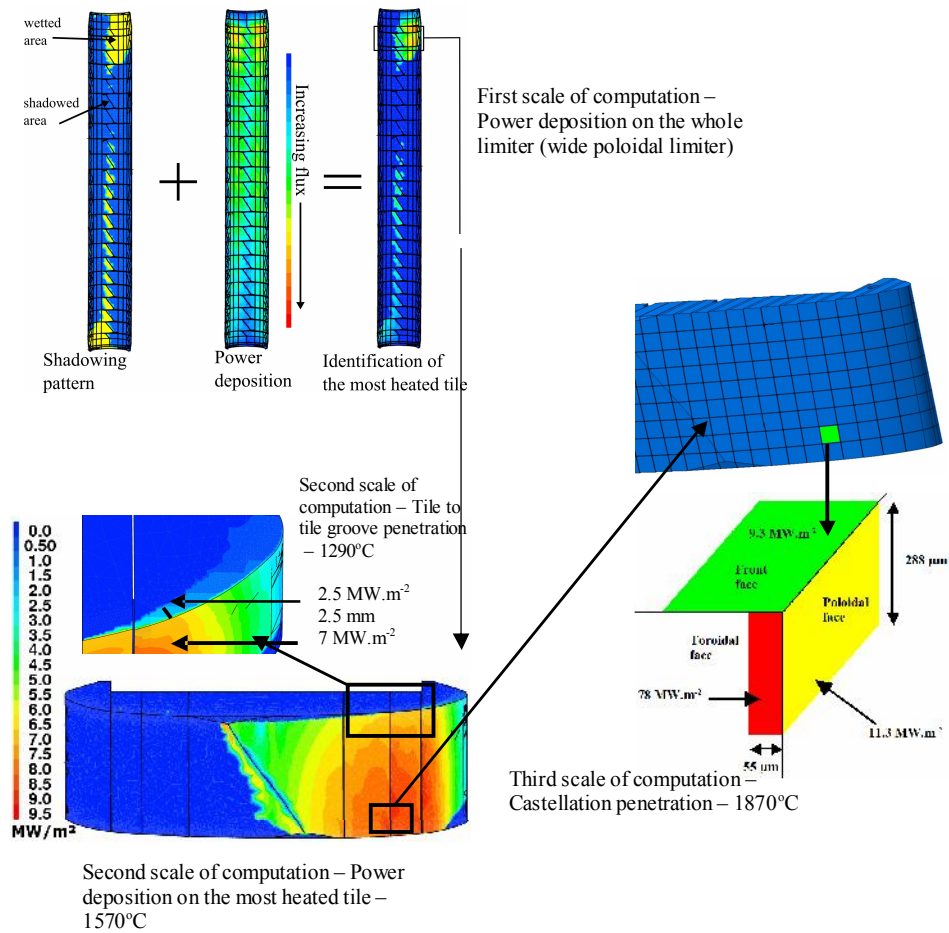 wetted
area
shadowed
area
Increasing flux
Shadowing
pattern
Power
deposition
Identification of
the most heated tile
First scale of computation –
Power deposition on the whole
limiter (wide poloidal limiter)
Second scale of
computation – Tile to
tile groove penetration
– 1290ºC
2.5 MW.m-2
2.5 mm
7 MW.m-2
0.0
0.50
1.0
1.5
2.0
2.5
3.0
3.5
4.0
4.5
5.0
5.5
6.0
6.5
7.0
7.5
8.0
8.5
9.0
9.5
MW/m²
9.3 MW.m-2
Front
face
Poloidal
face
288 µm
Toroidal
face
78 MW.m-2
11.3 MW.m-2
55 µm
Third scale of computation –
Castellation penetration – 1870ºC
Second scale of computation – Power
deposition on the most heated tile –
1570ºC